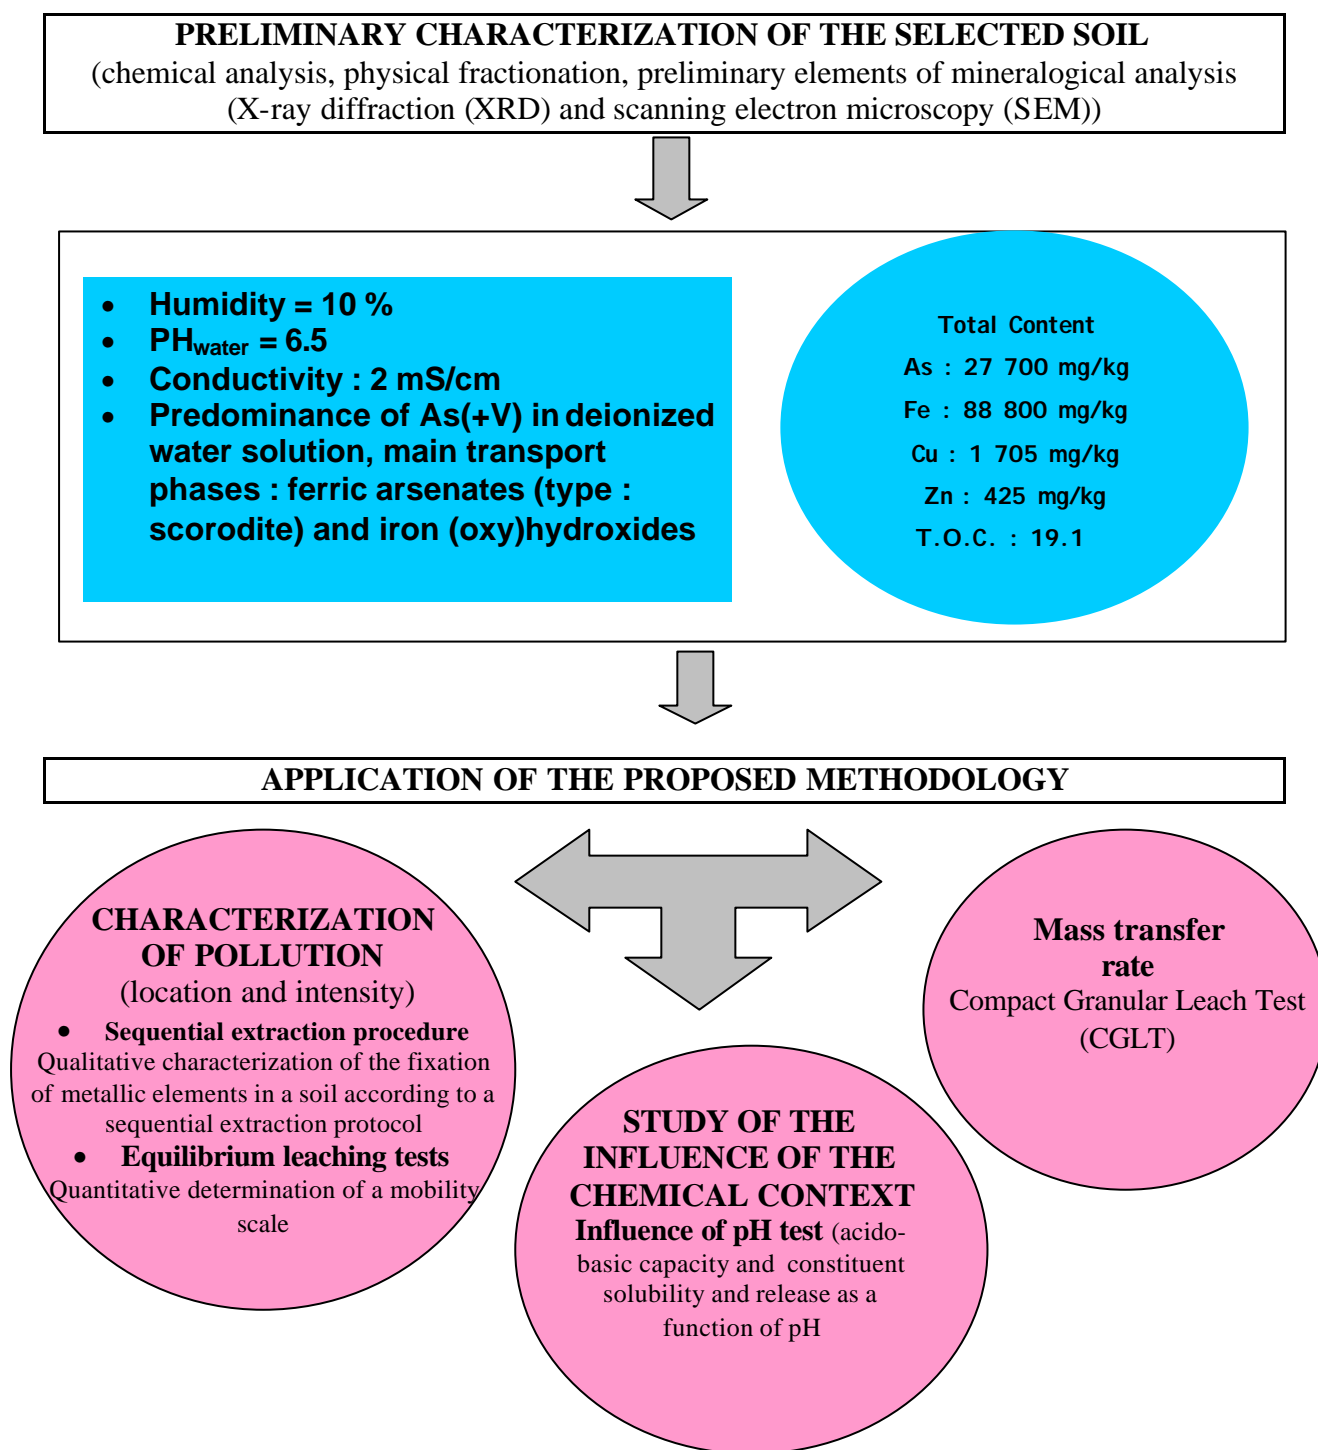 PRELIMINARY CHARACTERIZATION OF THE SELECTED SOIL
(chemical analysis, physical fractionation, preliminary elements of mineralogical analysis
(X-ray diffraction (XRD) and scanning electron microscopy (SEM))
• Humidity = 10 %
• PHwater = 6.5
• Conductivity : 2 mS/cm
• Predominance of As(+V) in deionized
water solution, main transport
phases : ferric arsenates (type :
scorodite) and iron (oxy)hydroxides
Total Content
As : 27 700 mg/kg
Fe : 88 800 mg/kg
Cu : 1 705 mg/kg
Zn : 425 mg/kg
T.O.C. : 19.1
APPLICATION OF THE PROPOSED METHODOLOGY
CHARACTERIZATION
OF POLLUTION
(location and intensity)
• Sequential extraction procedure
Qualitative characterization of the fixation
of metallic elements in a soil according to a
sequential extraction protocol
• Equilibrium leaching tests
Quantitative determination of a mobility
scale
STUDY OF THE
INFLUENCE OF THE
CHEMICAL CONTEXT
Influence of pH test (acido-
basic capacity and constituent
solubility and release as a
function of pH
Mass transfer
rate
Compact Granular Leach Test
(CGLT)